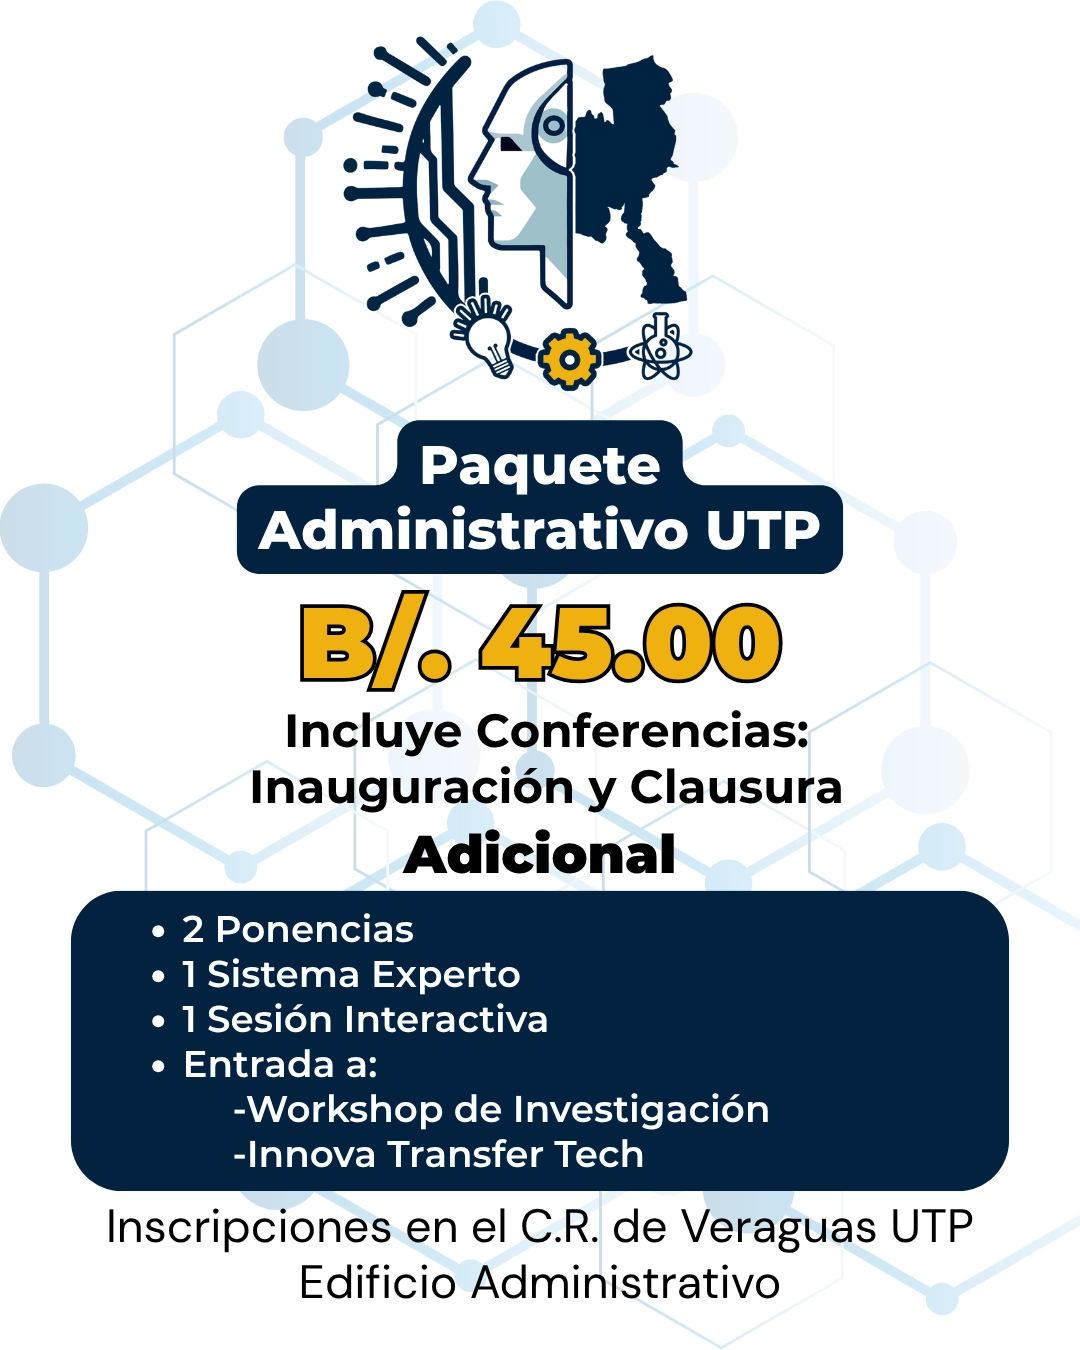 Paquete
Administrativo UTP
B/. 45.00
Incluye Conferencias:
Inauguración y Clausura
Adicional
• 2 Ponencias
• 1 Sistema Experto
• 1 Sesión Interactiva
• Entrada a:
-Workshop de Investigación
-Innova Transfer Tech
Inscripciones en el C.R. de Veraguas UTP
Edificio Administrativo